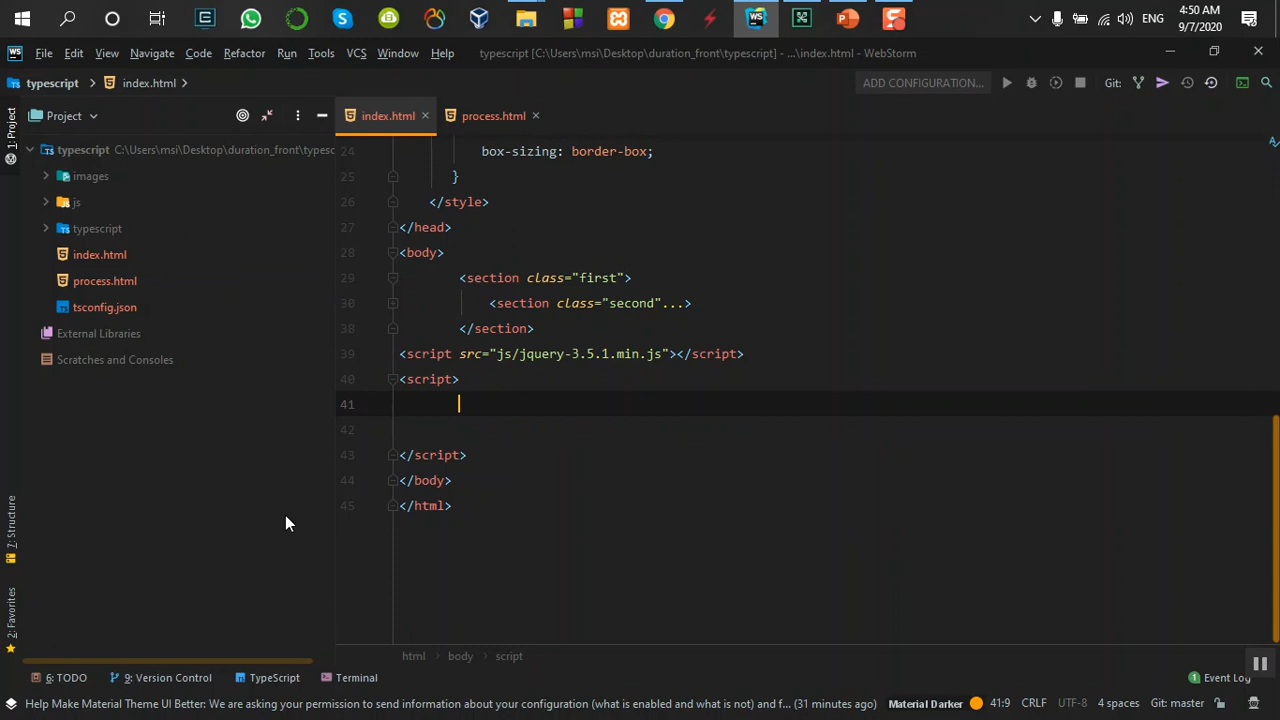 4:50 AM
ENG
9/7/2020
WS File Edit View Navigate Code Refactor Run Tools VCS Window Help typescript [C:\Users\msi\Desktop\duration_front\typescript] - ...\index.html - WebStorm
typescript index.html ADD CONFIGURATION... Git:
1: Project
Project
index.html
process.html
typescript C:\Users\msi\Desktop\duration_front\typesc
images
js
typescript
index.html
process.html
tsconfig.json
External Libraries
Scratches and Consoles
24 box-sizing: border-box;
25 }
26 </style>
27 </head>
28 <body>
29 <section class="first">
30 <section class="second"...>
38 </section>
39 <script src="js/jquery-3.5.1.min.js"></script>
40 <script>
41
42
43 </script>
44 </body>
45 </html>
7: Structure
2: Favorites
html body script
6: TODO 9: Version Control TypeScript Terminal 1 Event Log
Help Make Material Theme UI Better: We are asking your permission to send information about your configuration (what is enabled and what is not) and f... (31 minutes ago) Material Darker 41:9 CRLF UTF-8 4 spaces Git: master